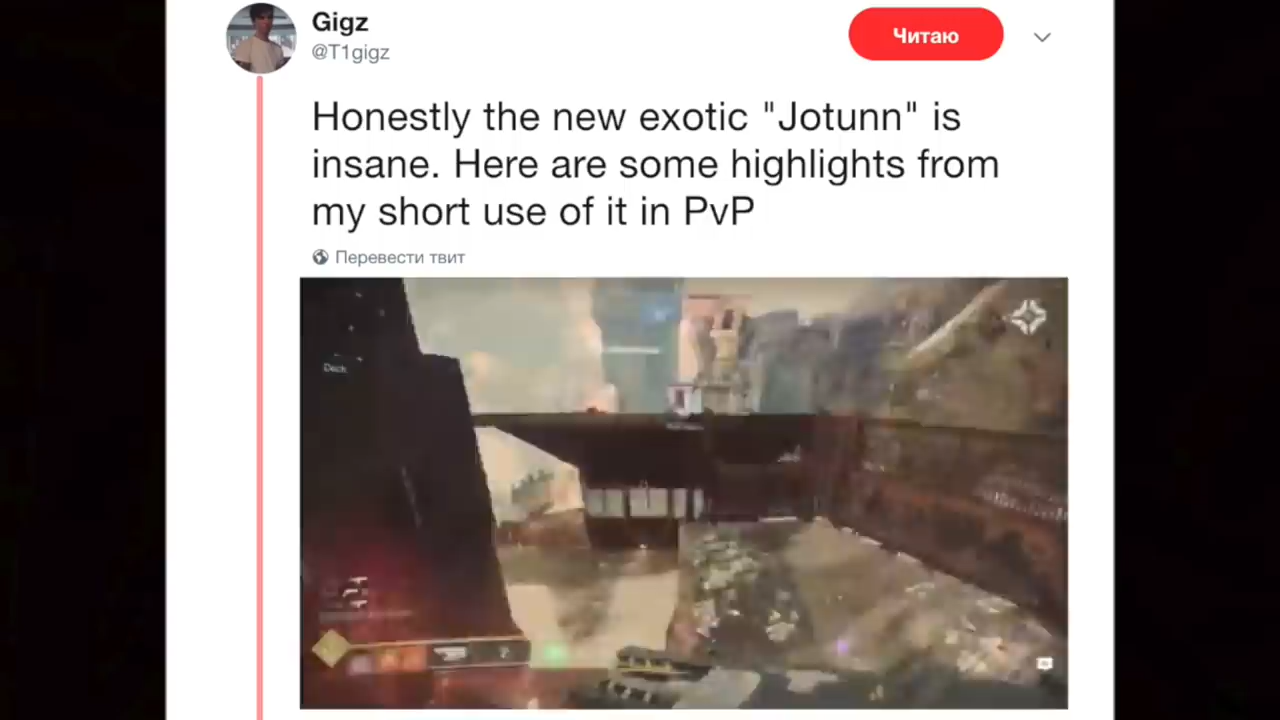 Gigz
@T1gigz
Читаю
Honestly the new exotic "Jotunn" is
insane. Here are some highlights from
my short use of it in PvP
Перевести твит
Deck